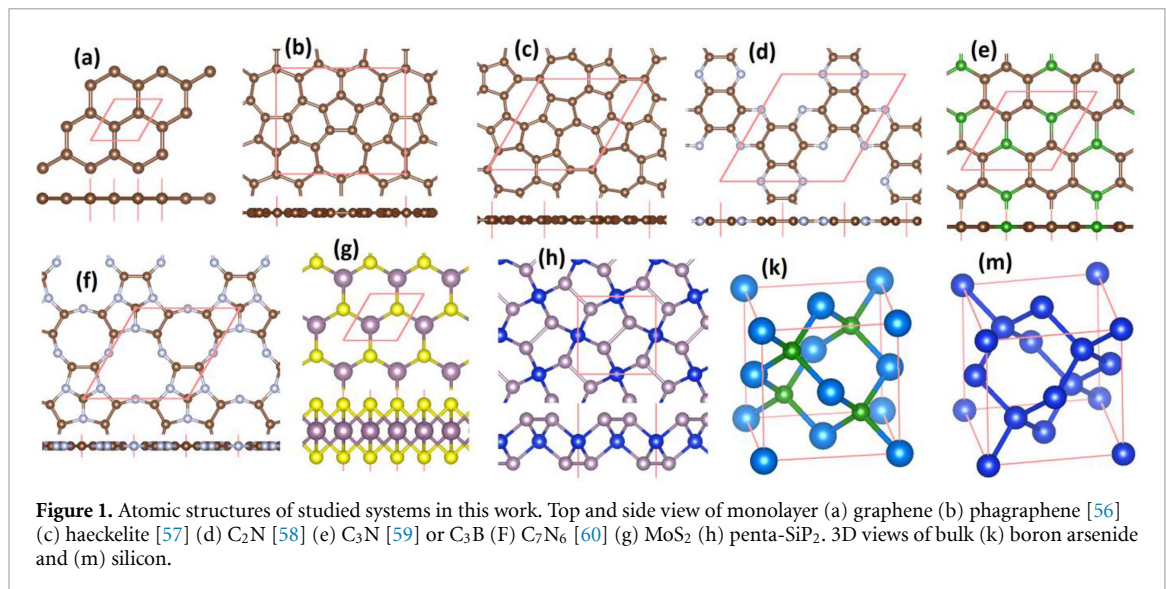 (a)
(b)
(c)
(d)
(e)
(f)
(g)
(h)
(k)
(m)
Figure 1. Atomic structures of studied systems in this work. Top and side view of monolayer (a) graphene (b) phagraphene [56]
(c) haeckelite [57] (d) C₂N [58] (e) C₃N [59] or C₃B (F) C₇N₆ [60] (g) MoS₂ (h) penta-SiP₂. 3D views of bulk (k) boron arsenide
and (m) silicon.